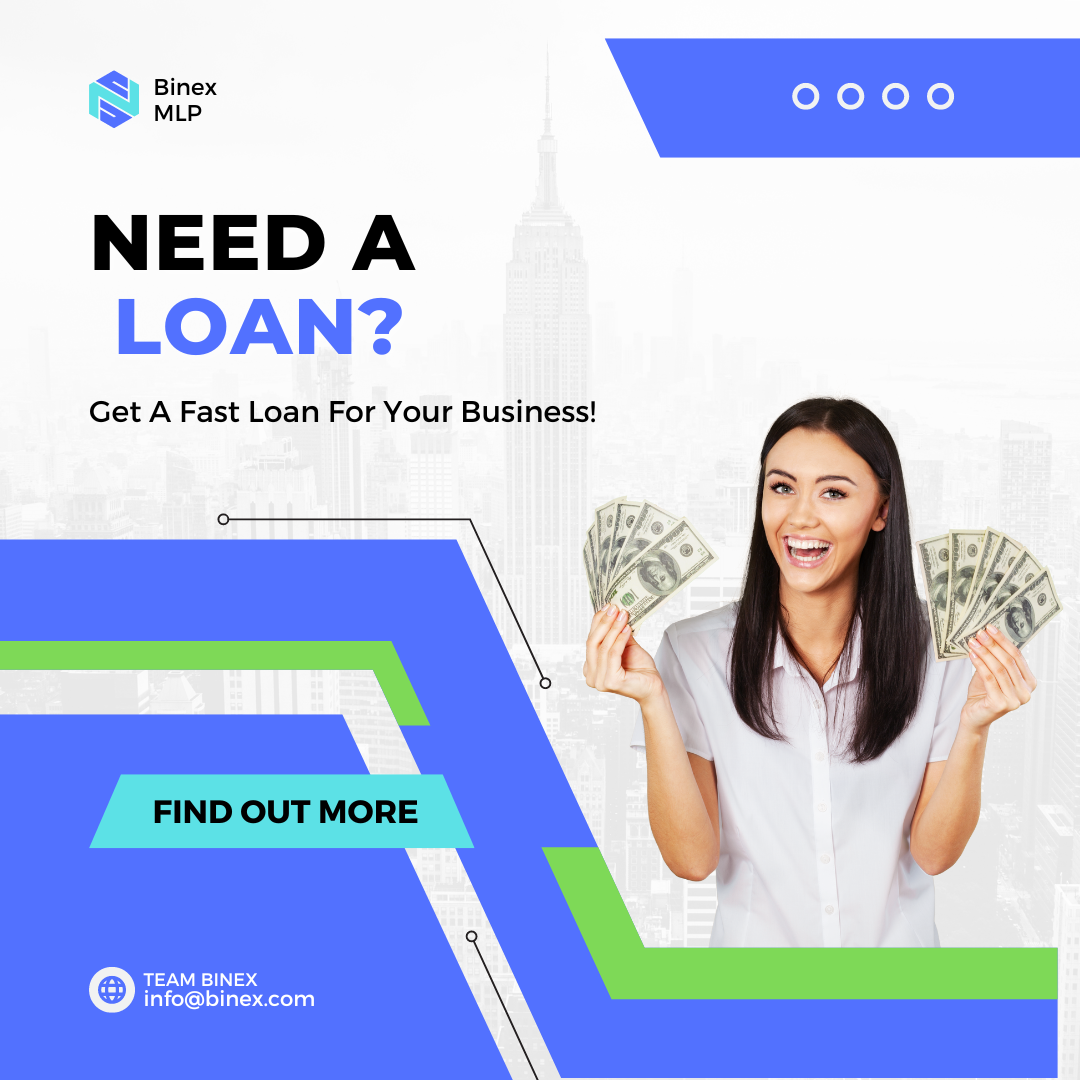 Binex
MLP
NEED A
LOAN?
Get A Fast Loan For Your Business!
FIND OUT MORE
TEAM BINEX
info@binex.com